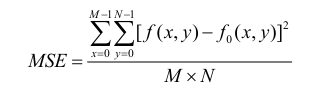 MSE = \frac{\sum_{x=0}^{M-1}\sum_{y=0}^{N-1}[f(x,y)-f_0(x,y)]^2}{M \times N}